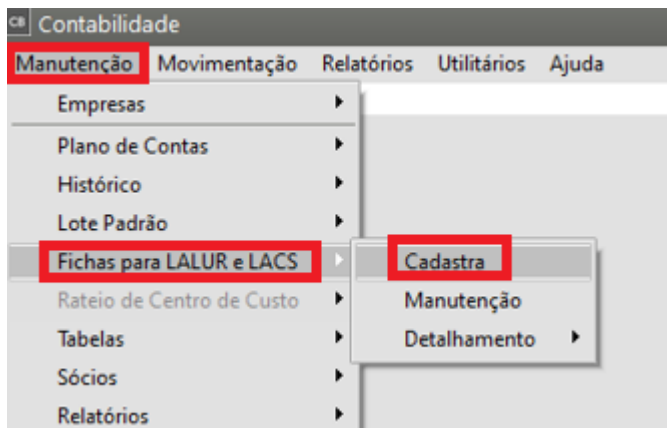 CB Contabilidade
Manutenção Movimentação Relatórios Utilitários Ajuda
Empresas
Plano de Contas
Histórico
Lote Padrão
Fichas para LALUR e LACS
Cadastra
Rateio de Centro de Custo
Manutenção
Tabelas
Detalhamento
Sócios
Relatórios